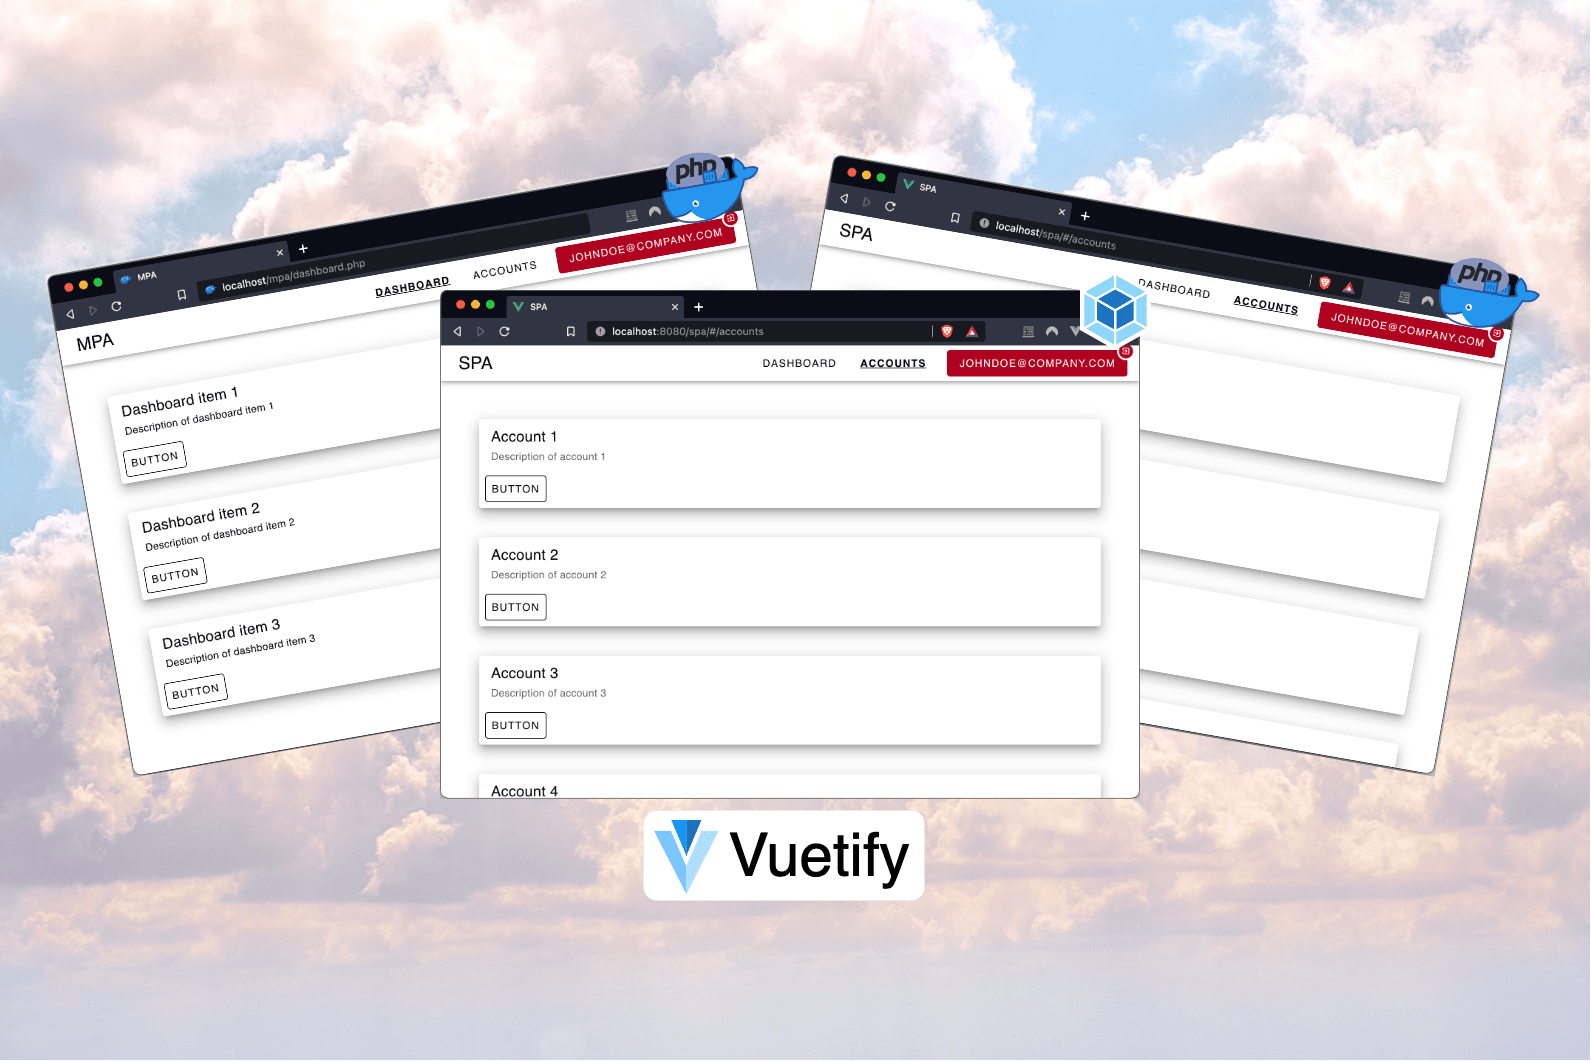 MPA
localhost/mpa/dashboard.php
MPA
DASHBOARD
ACCOUNTS
JOHNDOE@COMPANY.COM
php
Dashboard item 1
Description of dashboard item 1
BUTTON
Dashboard item 2
Description of dashboard item 2
BUTTON
Dashboard item 3
Description of dashboard item 3
BUTTON
SPA
localhost:8080/spa/#/accounts
SPA
DASHBOARD
ACCOUNTS
JOHNDOE@COMPANY.COM
Account 1
Description of account 1
BUTTON
Account 2
Description of account 2
BUTTON
Account 3
Description of account 3
BUTTON
Account 4
SPA
localhost/spa/#/accounts
SPA
DASHBOARD
ACCOUNTS
JOHNDOE@COMPANY.COM
php
Vuetify